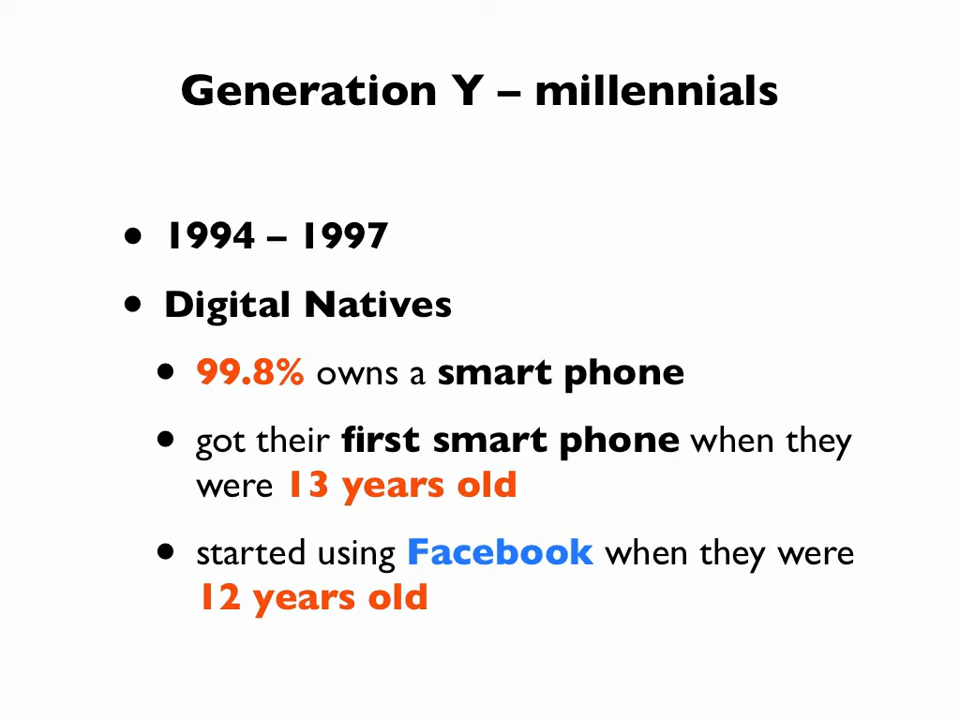 Generation Y – millennials
• 1994 – 1997
• Digital Natives
• 99.8% owns a smart phone
• got their first smart phone when they
were 13 years old
• started using Facebook when they were
12 years old